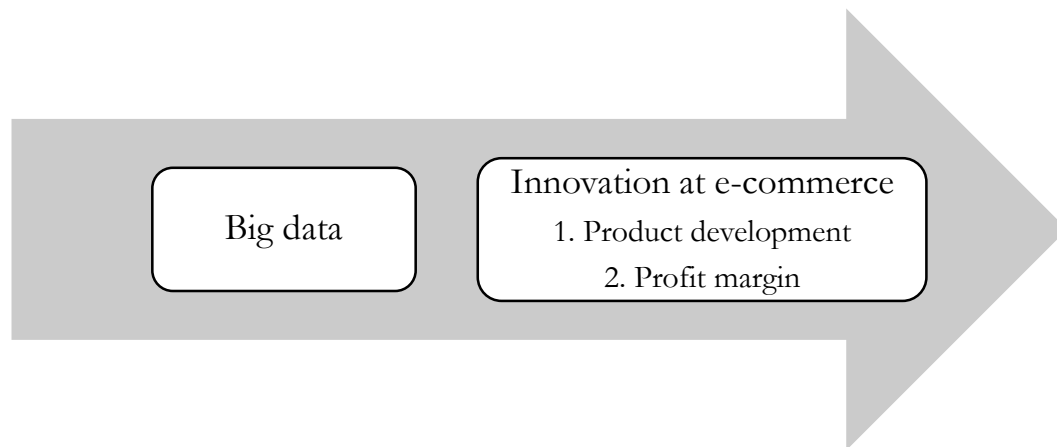 Big data
Innovation at e-commerce
1. Product development
2. Profit margin